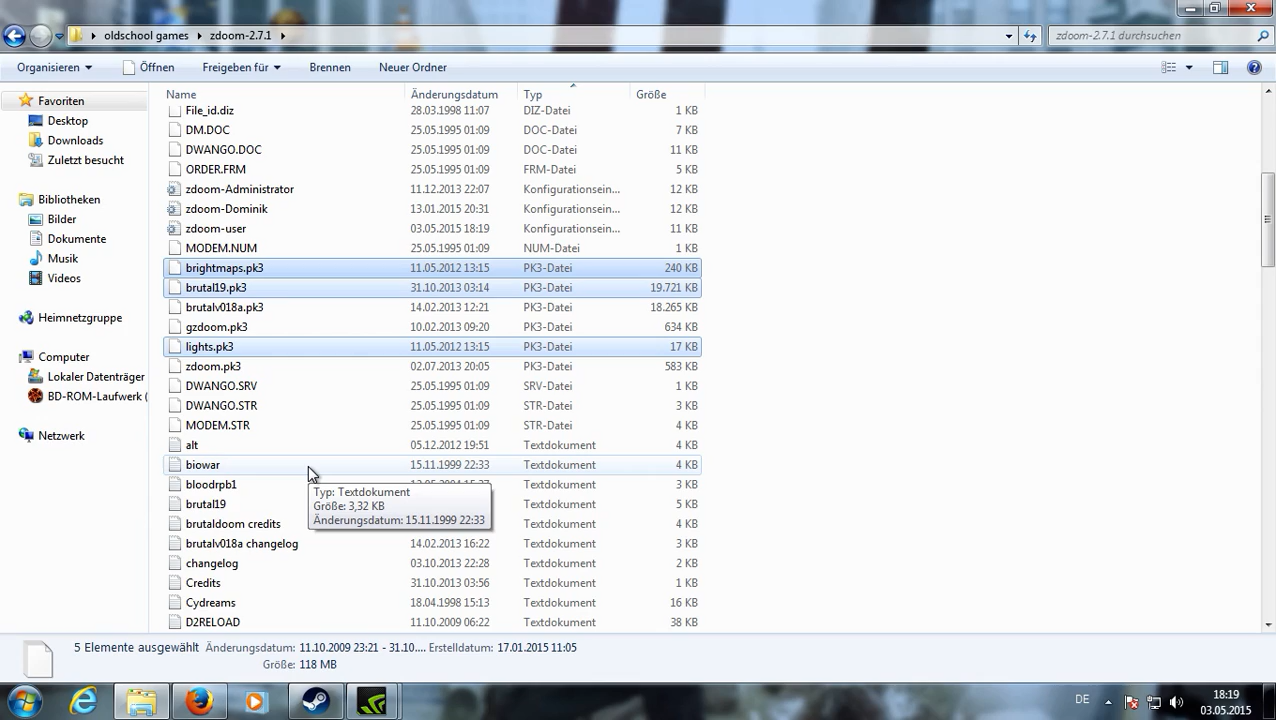 oldschool games zdoom-2.7.1 zdoom-2.7.1 durchsuchen
Organisieren Öffnen Freigeben für Brennen Neuer Ordner
Name Änderungsdatum Typ Größe
Favoriten
Desktop
Downloads
Zuletzt besucht
Bibliotheken
Bilder
Dokumente
Musik
Videos
Heimnetzgruppe
Computer
Lokaler Datenträger
BD-ROM-Laufwerk (
Netzwerk
File_id.diz 28.03.1998 11:07 DIZ-Datei 1 KB
DM.DOC 25.05.1995 01:09 DOC-Datei 7 KB
DWANGO.DOC 25.05.1995 01:09 DOC-Datei 11 KB
ORDER.FRM 25.05.1995 01:09 FRM-Datei 5 KB
zdoom-Administrator 11.12.2013 22:07 Konfigurationsein... 12 KB
zdoom-Dominik 13.01.2015 20:31 Konfigurationsein... 12 KB
zdoom-user 03.05.2015 18:19 Konfigurationsein... 11 KB
MODEM.NUM 25.05.1995 01:09 NUM-Datei 1 KB
brightmaps.pk3 11.05.2012 13:15 PK3-Datei 240 KB
brutal19.pk3 31.10.2013 03:14 PK3-Datei 19.721 KB
brutalv018a.pk3 14.02.2013 12:21 PK3-Datei 18.265 KB
gzdoom.pk3 10.02.2013 09:20 PK3-Datei 634 KB
lights.pk3 11.05.2012 13:15 PK3-Datei 17 KB
zdoom.pk3 02.07.2013 20:05 PK3-Datei 583 KB
DWANGO.SRV 25.05.1995 01:09 SRV-Datei 1 KB
DWANGO.STR 25.05.1995 01:09 STR-Datei 3 KB
MODEM.STR 25.05.1995 01:09 STR-Datei 4 KB
alt 05.12.2012 19:51 Textdokument 4 KB
biowar 15.11.1999 22:33 Textdokument 4 KB
bloodrpb1 Textdokument 3 KB
Typ: Textdokument
Größe: 3,32 KB
Änderungsdatum: 15.11.1999 22:33
brutal19 Textdokument 5 KB
brutaldoom credits Textdokument 4 KB
brutalv018a changelog 14.02.2013 16:22 Textdokument 3 KB
changelog 03.10.2013 22:28 Textdokument 2 KB
Credits 31.10.2013 03:56 Textdokument 1 KB
Cydreams 18.04.1998 15:13 Textdokument 16 KB
D2RELOAD 11.10.2009 06:22 Textdokument 38 KB
5 Elemente ausgewählt Änderungsdatum: 11.10.2009 23:21 - 31.10.... Erstelldatum: 17.01.2015 11:05
Größe: 118 MB
DE 18:19
03.05.2015